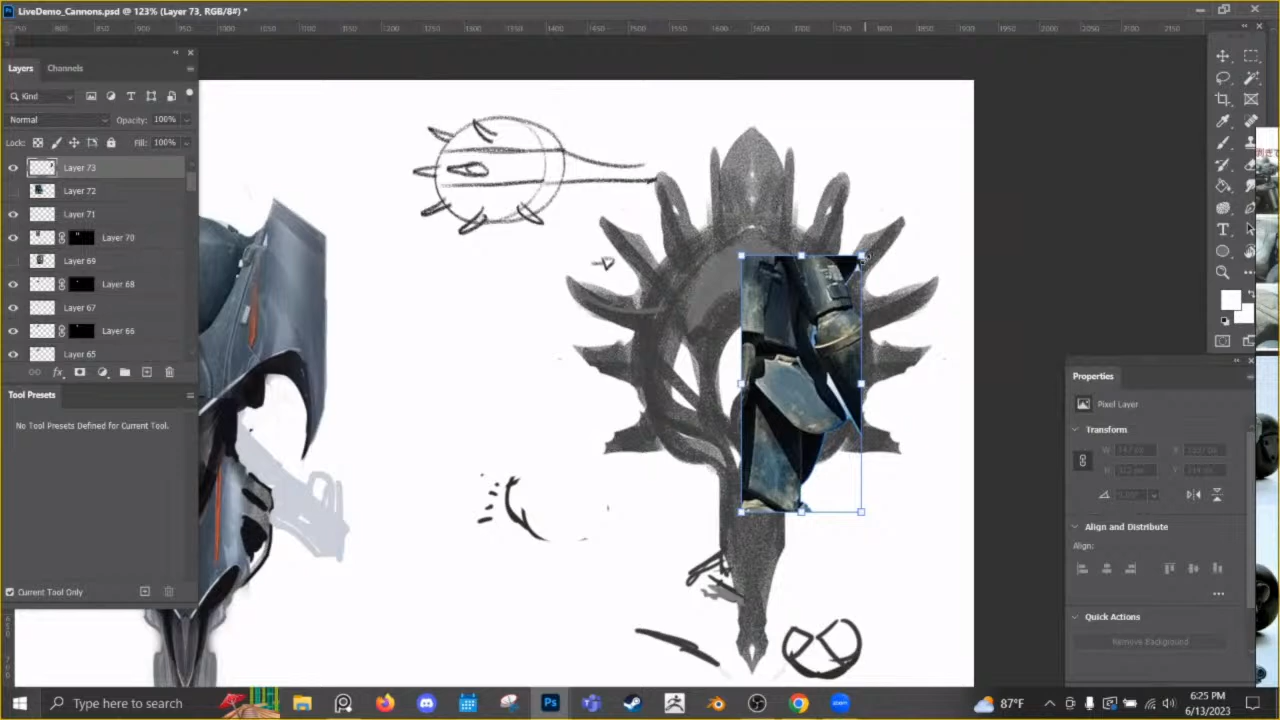 LiveDemo_Cannons.psd @ 123% (Layer 73, RGB/8#) *
Layers
Channels
Kind
Normal
Opacity: 100%
Lock:
Fill: 100%
Layer 73
Layer 72
Layer 71
Layer 70
Layer 69
Layer 68
Layer 67
Layer 66
Layer 65
Tool Presets
No Tool Presets Defined for Current Tool.
Current Tool Only
Properties
Pixel Layer
Transform
W
X
H
Y
Align and Distribute
Align:
Quick Actions
Remove Background
Type here to search
87°F
6:25 PM
6/13/2023